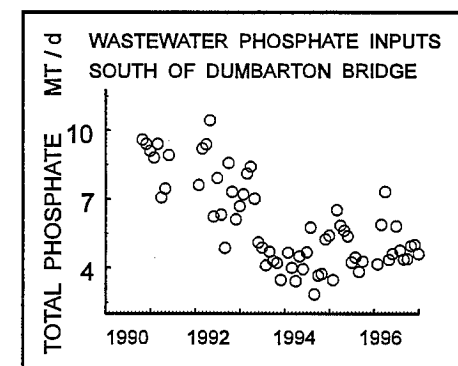 WASTEWATER PHOSPHATE INPUTS
SOUTH OF DUMBARTON BRIDGE
TOTAL PHOSPHATE MT / d
10
7
4
1990 1992 1994 1996